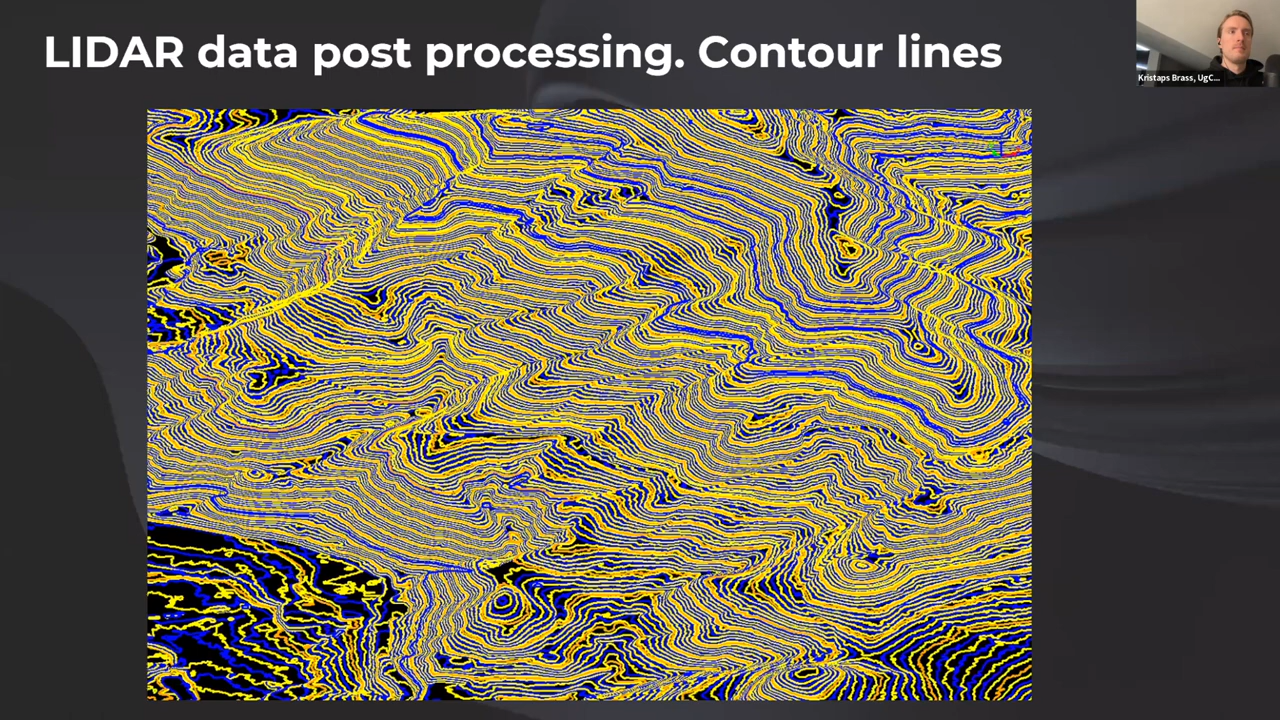 LIDAR data post processing. Contour lines
Kristaps Brass, UgC...